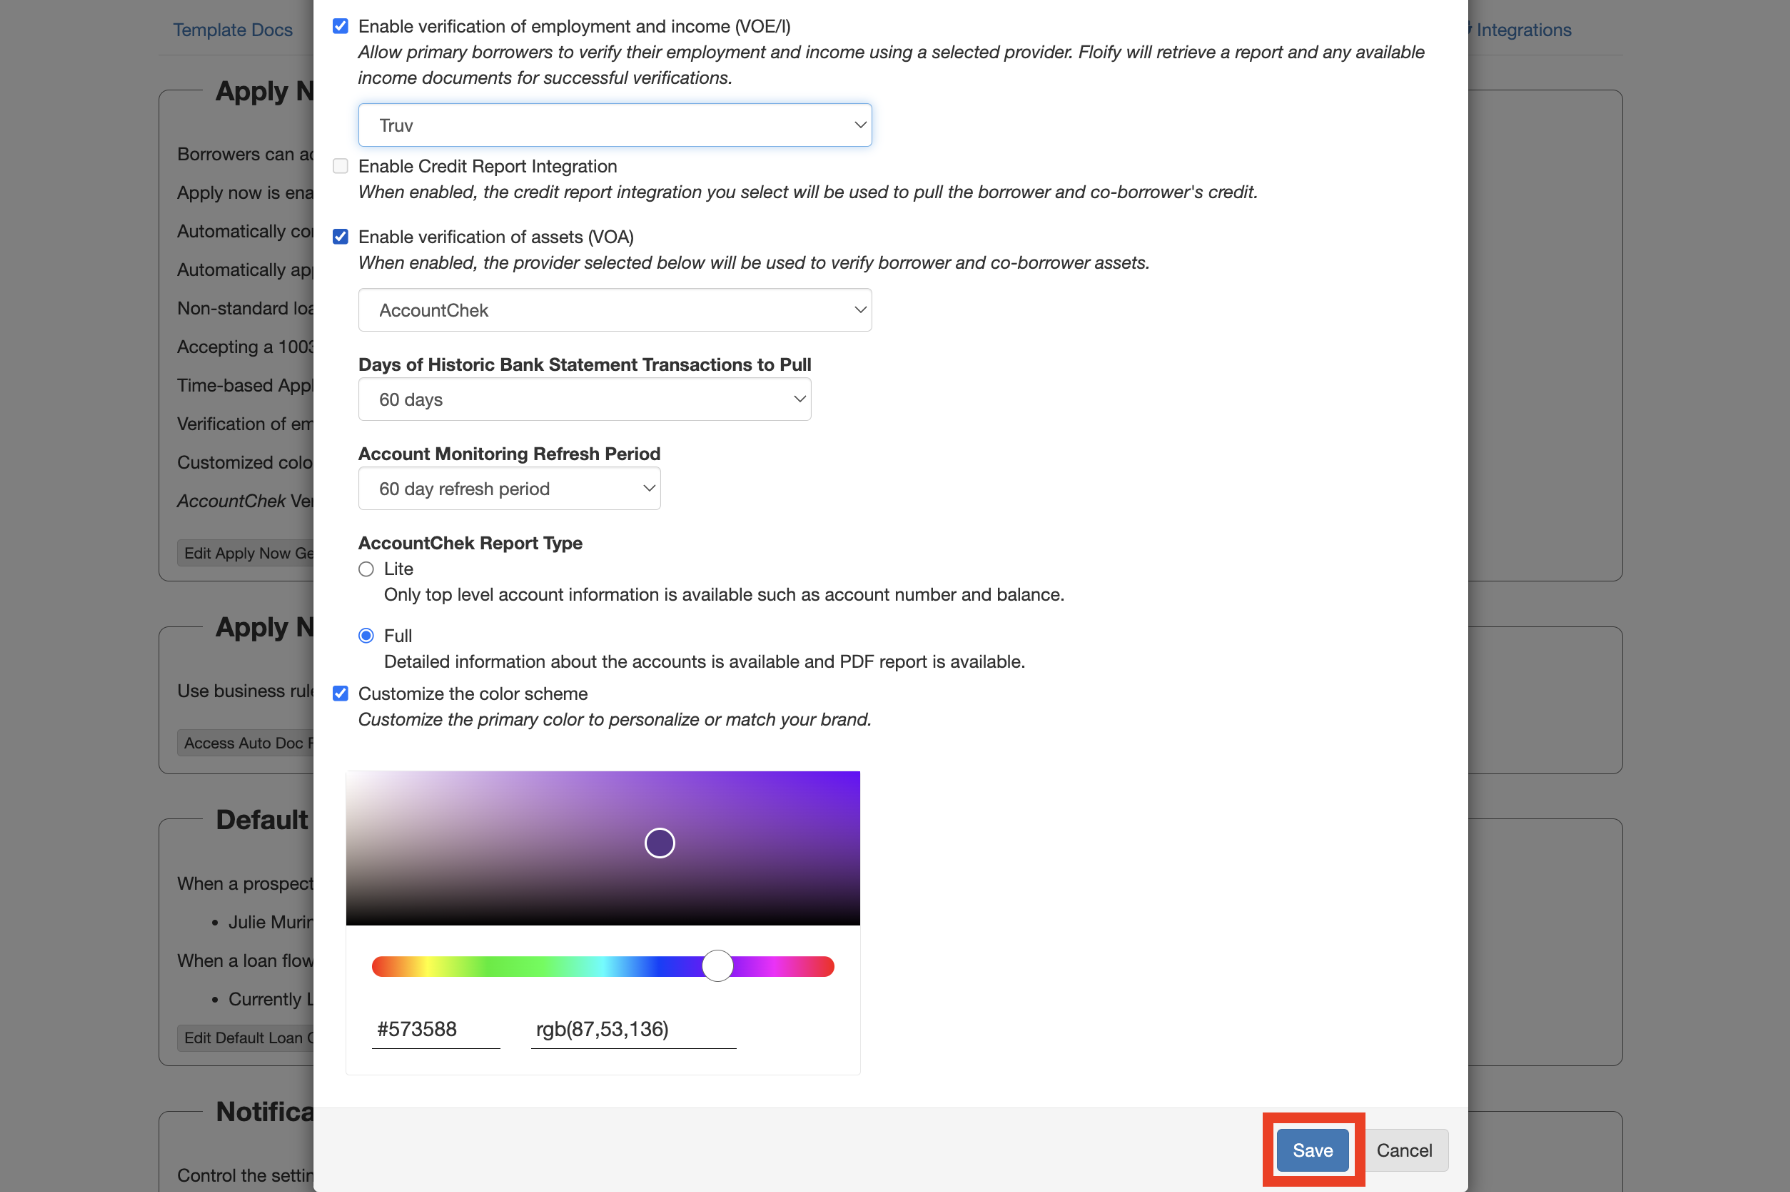 Enable verification of employment and income (VOE/I)
Template Docs
Integrations
Allow primary borrowers to verify their employment and income using a selected provider. Floify will retrieve a report and any available
income documents for successful verifications.
Apply N
Truv
Borrowers can ac
Enable Credit Report Integration
Apply now is ena
When enabled, the credit report integration you select will be used to pull the borrower and co-borrower's credit.
Automatically co
Enable verification of assets (VOA)
When enabled, the provider selected below will be used to verify borrower and co-borrower assets.
Automatically ap
Non-standard loa
AccountChek
Accepting a 1003
Days of Historic Bank Statement Transactions to Pull
Time-based Appl
60 days
Verification of em
Account Monitoring Refresh Period
Customized colo
60 day refresh period
AccountChek Ver
AccountChek Report Type
Edit Apply Now Ge
Lite
Only top level account information is available such as account number and balance.
Apply N
Full
Detailed information about the accounts is available and PDF report is available.
Use business rule
Customize the color scheme
Customize the primary color to personalize or match your brand.
Access Auto Doc F
Default
When a prospect
• Julie Murin
When a loan flow
• Currently L
#573588
rgb(87,53,136)
Edit Default Loan O
Notifica
Save
Cancel
Control the settin